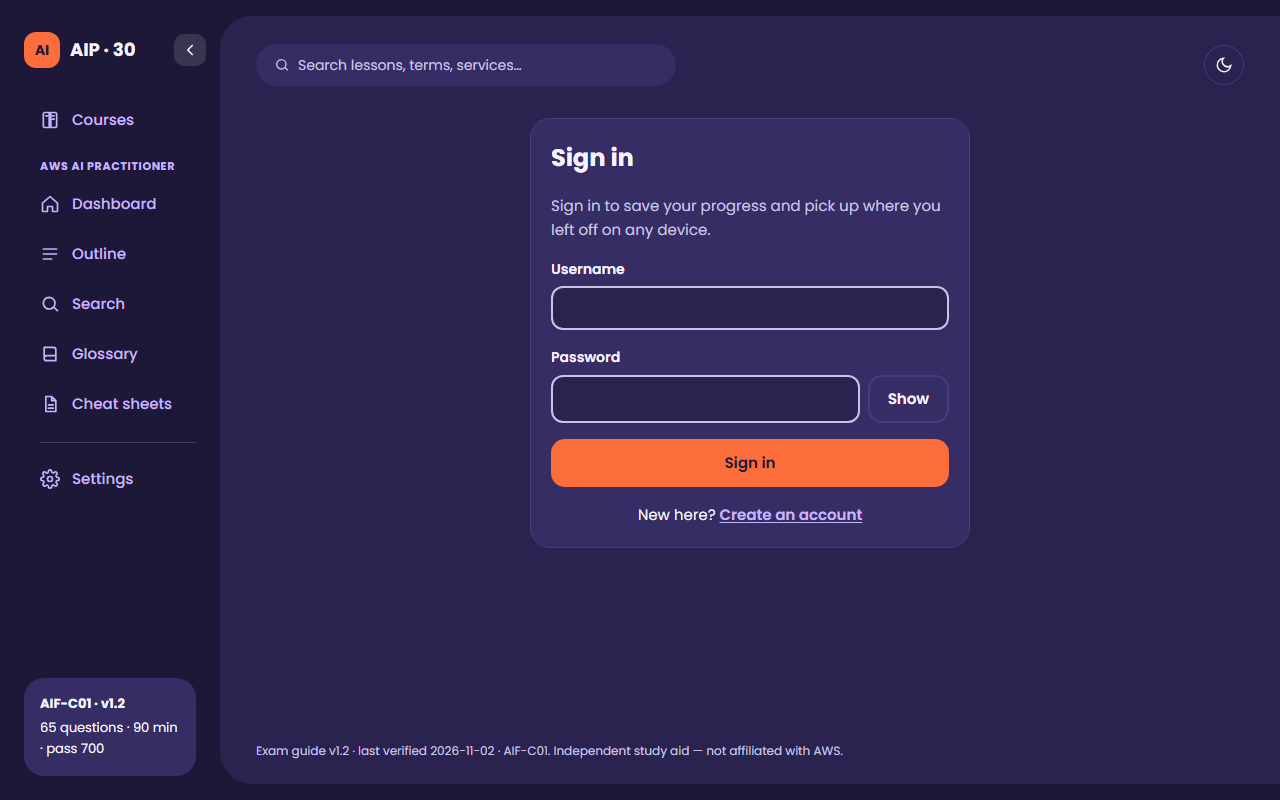 AI
AIP · 30
Courses
AWS AI PRACTITIONER
Dashboard
Outline
Search
Glossary
Cheat sheets
Settings
AIF-C01 · v1.2
65 questions · 90 min
· pass 700
Search lessons, terms, services…
Sign in
Sign in to save your progress and pick up where you
left off on any device.
Username
Password
Show
Sign in
New here? Create an account
Exam guide v1.2 · last verified 2026-11-02 · AIF-C01. Independent study aid — not affiliated with AWS.